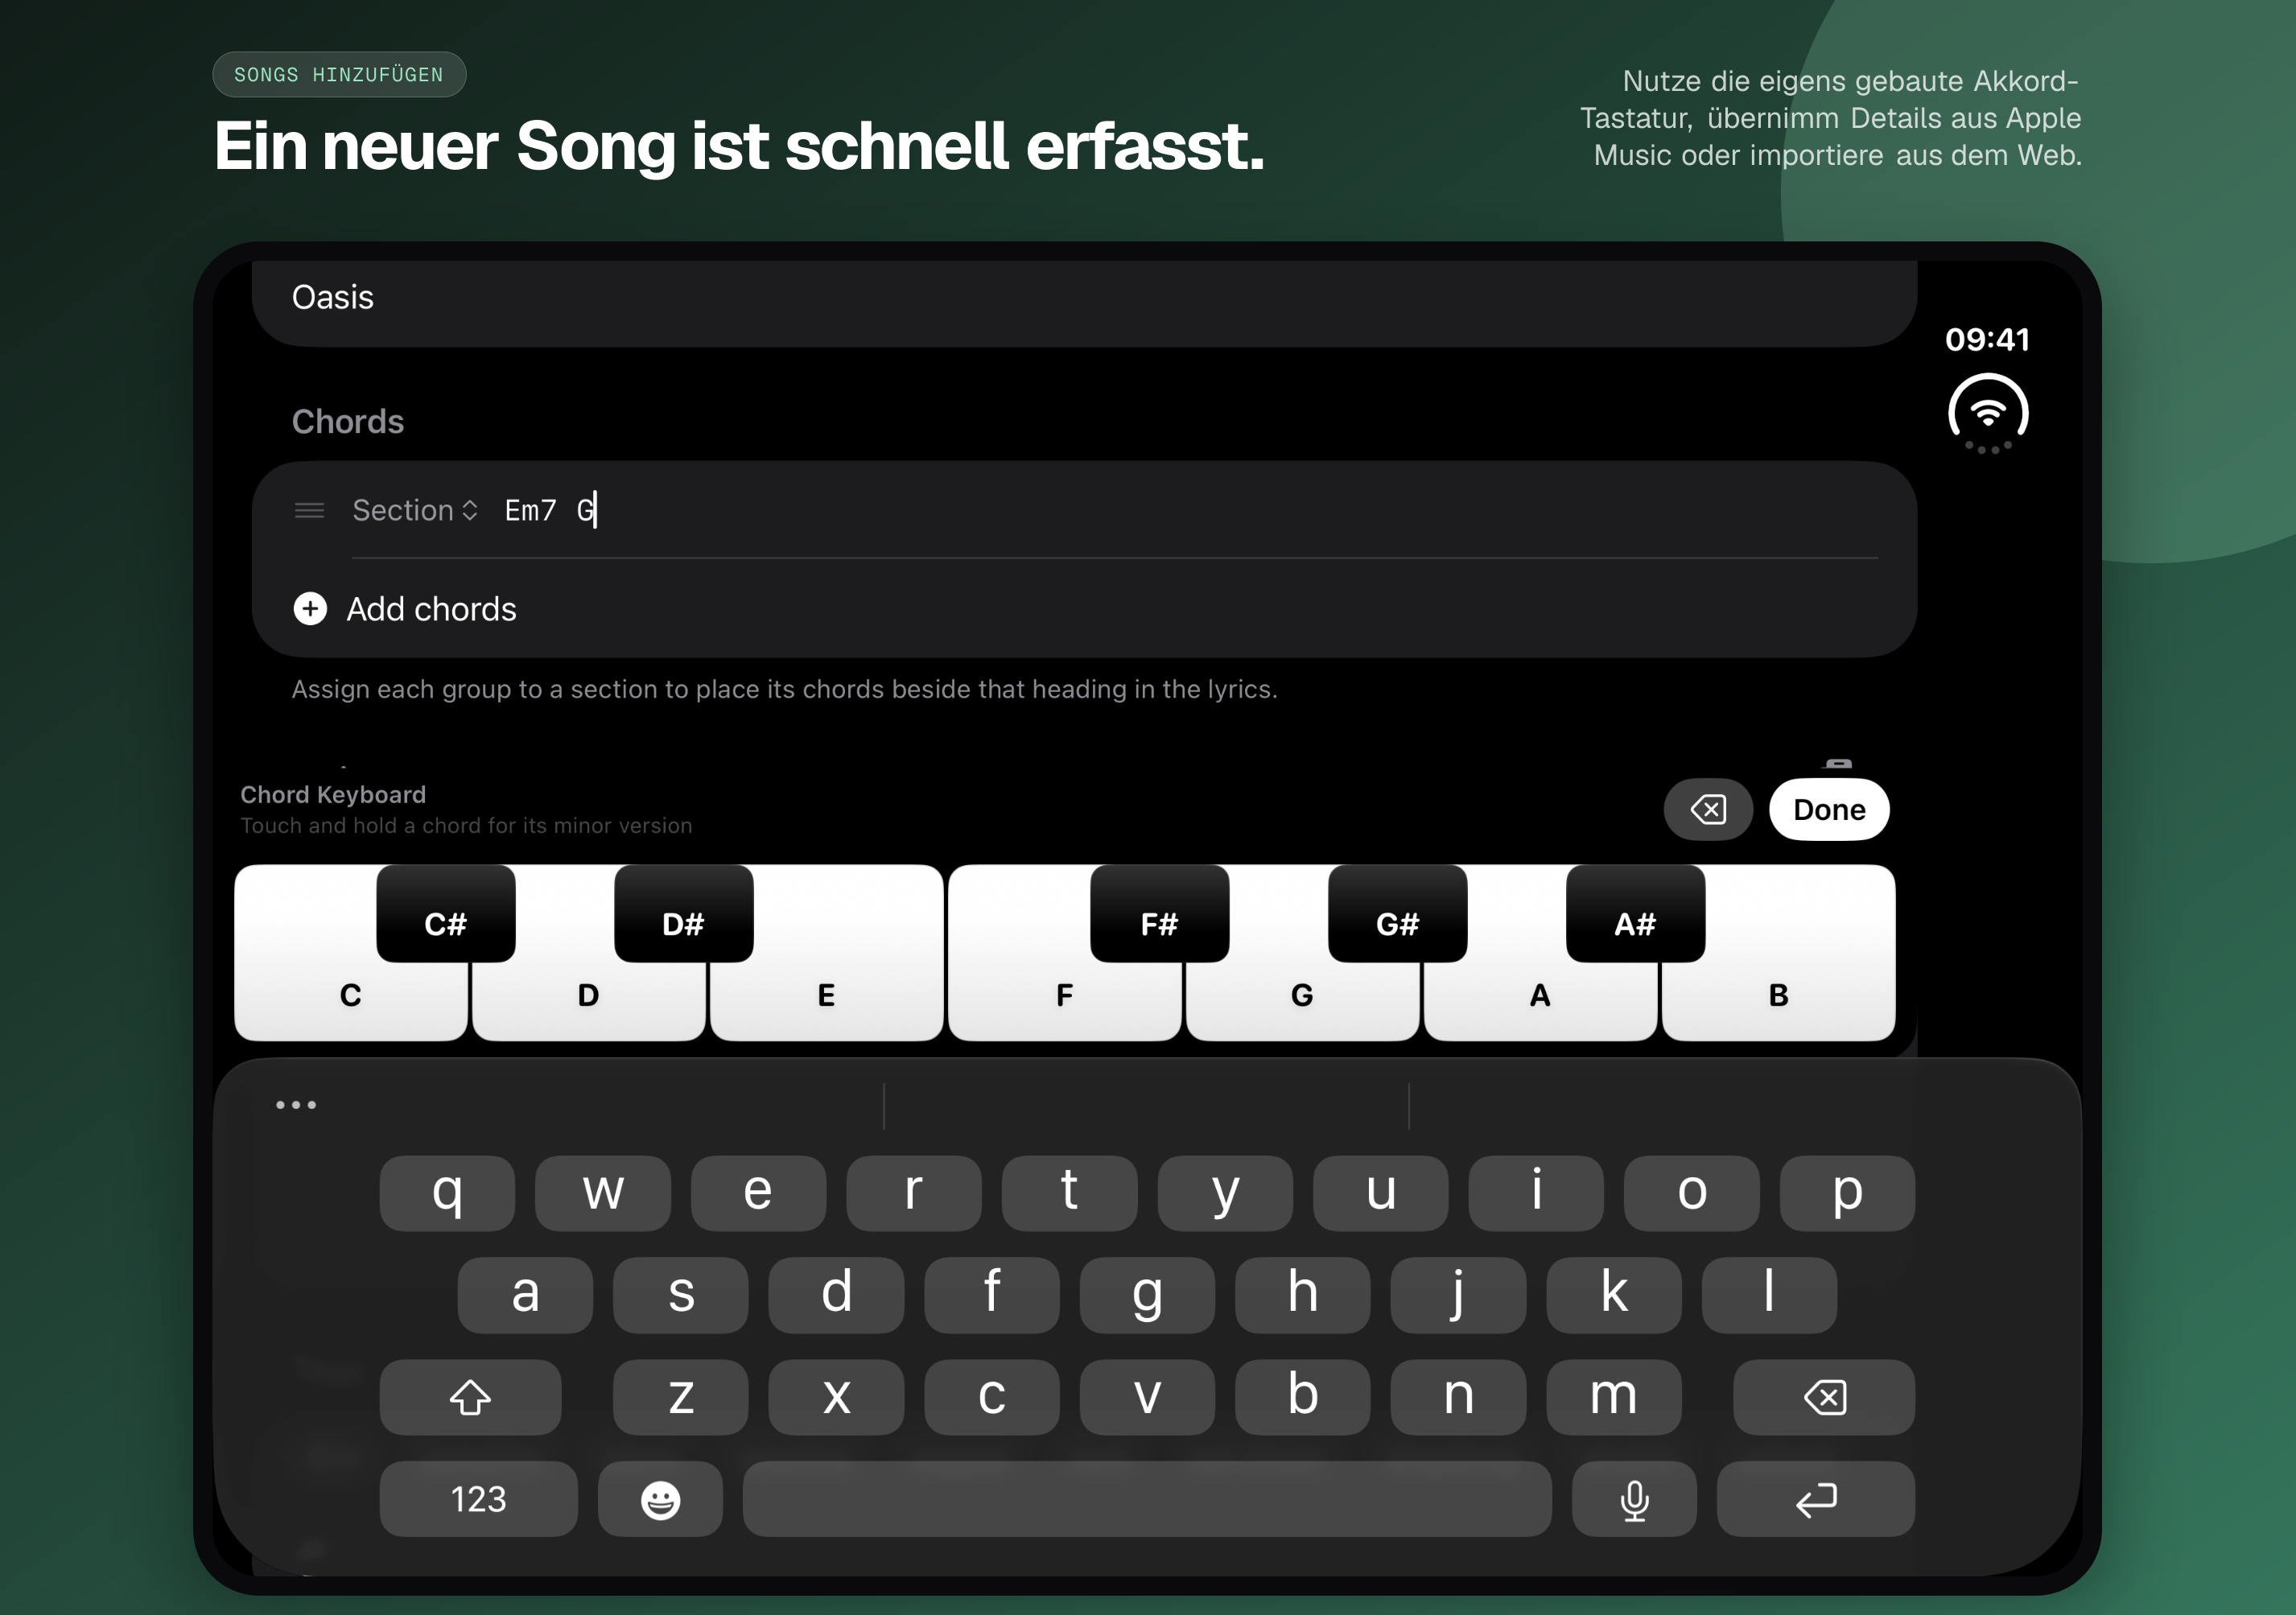 SONGS HINZUFÜGEN
Ein neuer Song ist schnell erfasst.
Nutze die eigens gebaute Akkord-
Tastatur, übernimm Details aus Apple
Music oder importiere aus dem Web.
Oasis
09:41
Chords
Section Em7 G
Add chords
Assign each group to a section to place its chords beside that heading in the lyrics.
Chord Keyboard
Touch and hold a chord for its minor version
Done
C# D# F# G# A#
C D E F G A B
q w e r t y u i o p
a s d f g h j k l
z x c v b n m
123